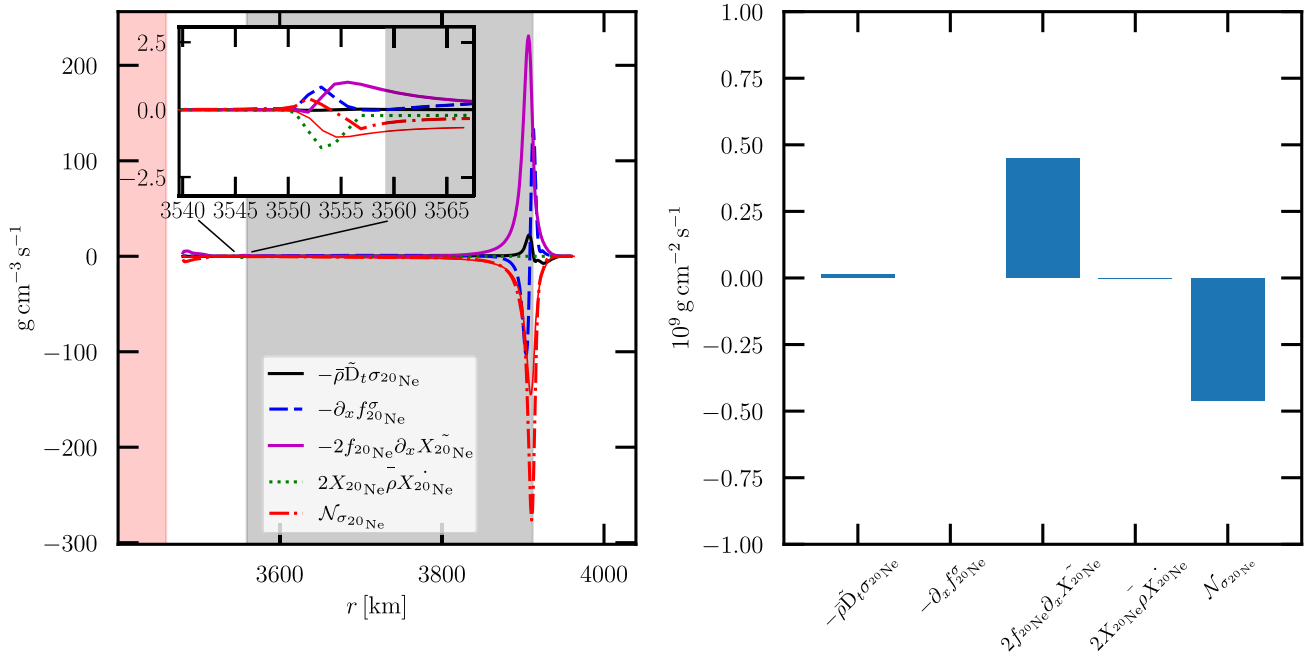 g cm⁻³ s⁻¹
200
100
0
−100
−200
−300
2.5
0.0
−2.5
3540 3545 3550 3555 3560 3565
−ρ̄D̃ₜσ₂₀Ne
−∂ₓf^σ₂₀Ne
−2f₂₀Ne∂ₓX̃₂₀Ne
2X₂₀Neρ̄Ẋ₂₀Ne
𝒩σ₂₀Ne
3600 3800 4000
r [km]
10⁹ g cm⁻² s⁻¹
1.00
0.75
0.50
0.25
0.00
−0.25
−0.50
−0.75
−1.00
−ρ̄D̃ₜσ₂₀Ne
−∂ₓf^σ₂₀Ne
2f₂₀Ne∂ₓX̃₂₀Ne
2X₂₀Neρ̄Ẋ₂₀Ne
𝒩σ₂₀Ne